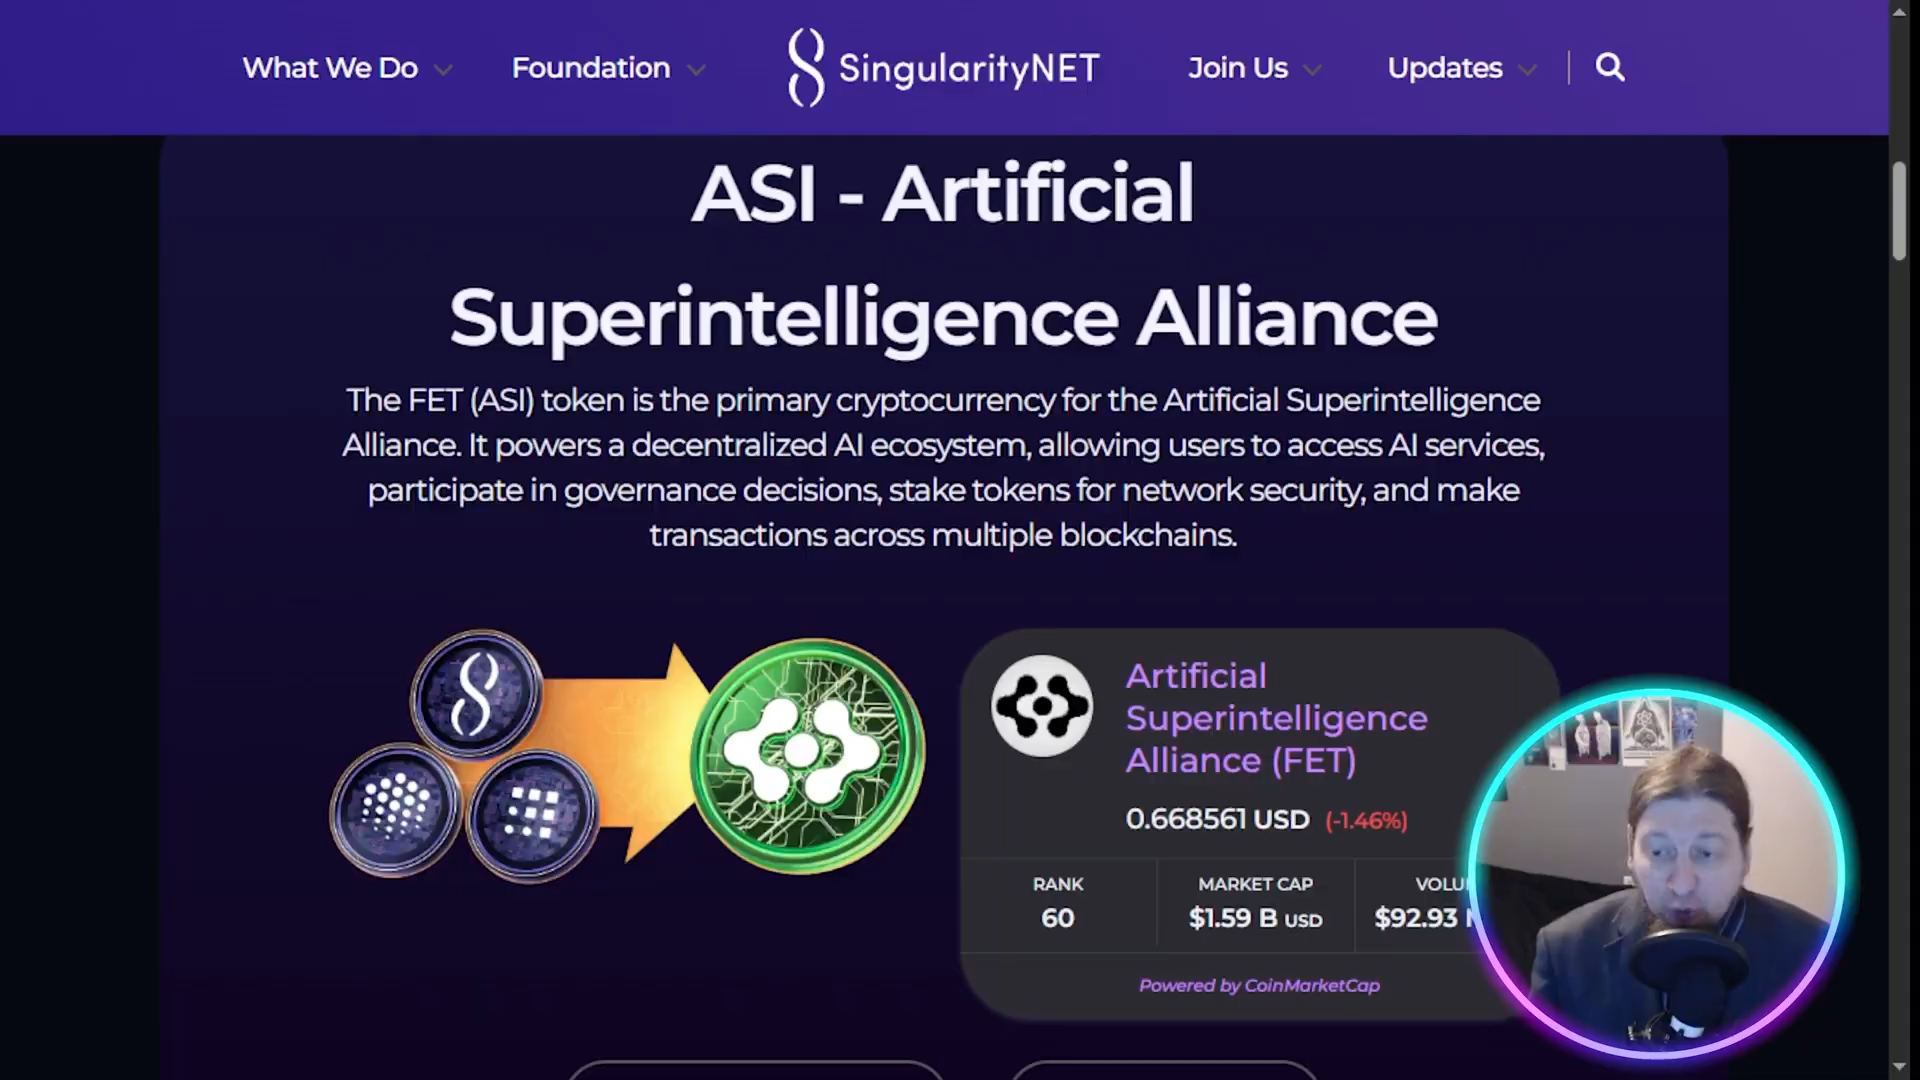 What We Do
Foundation
SingularityNET
Join Us
Updates
ASI - Artificial
Superintelligence Alliance
The FET (ASI) token is the primary cryptocurrency for the Artificial Superintelligence
Alliance. It powers a decentralized AI ecosystem, allowing users to access AI services,
participate in governance decisions, stake tokens for network security, and make
transactions across multiple blockchains.
Artificial
Superintelligence
Alliance (FET)
0.668561 USD (-1.46%)
RANK
60
MARKET CAP
$1.59 B USD
$92.93
Powered by CoinMarketCap